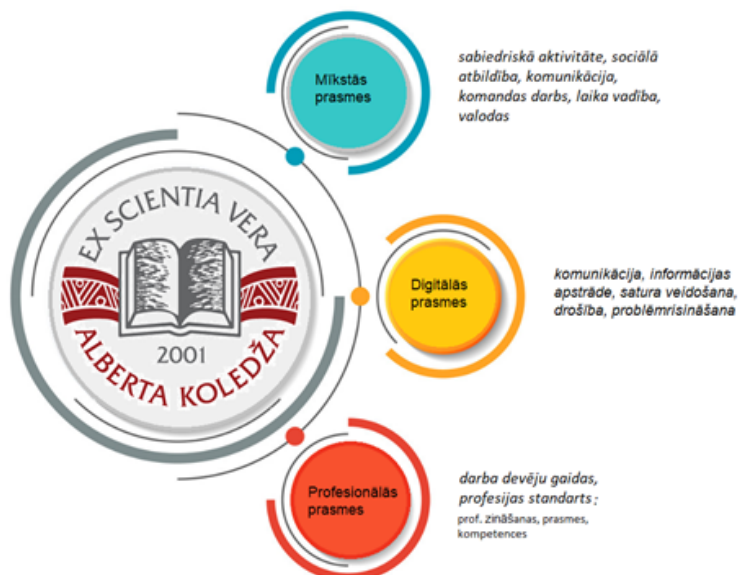 EX SCIENTIA VERA
2001
ALBERTA KOLEDŽA
Mīkstās
prasmes
sabiedriskā aktivitāte, sociālā
atbildība, komunikācija,
komandas darbs, laika vadība,
valodas
Digitālās
prasmes
komunikācija, informācijas
apstrāde, satura veidošana,
drošība, problēmrisināšana
Profesionālās
prasmes
darba devēju gaidas,
profesijas standarts;
prof. zināšanas, prasmes,
kompetences